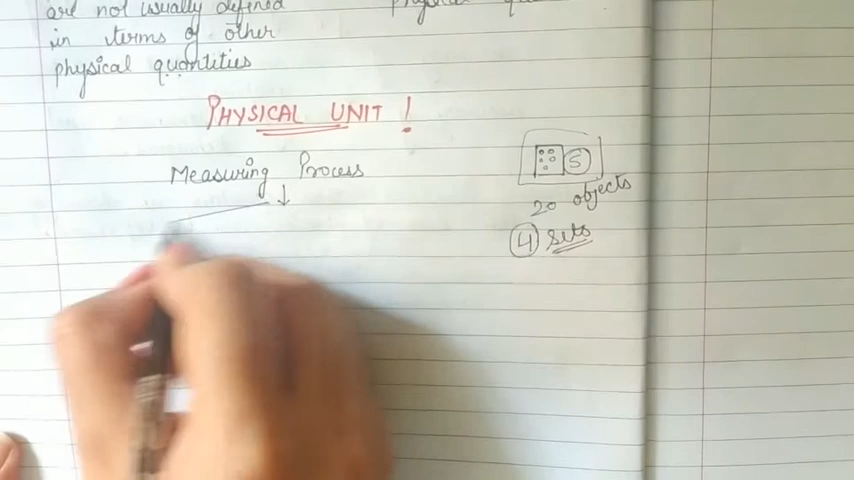 are not usually defined
in terms of other
physical quantities
physical
PHYSICAL UNIT !
Measuring Process
5
20 objects
4 sets